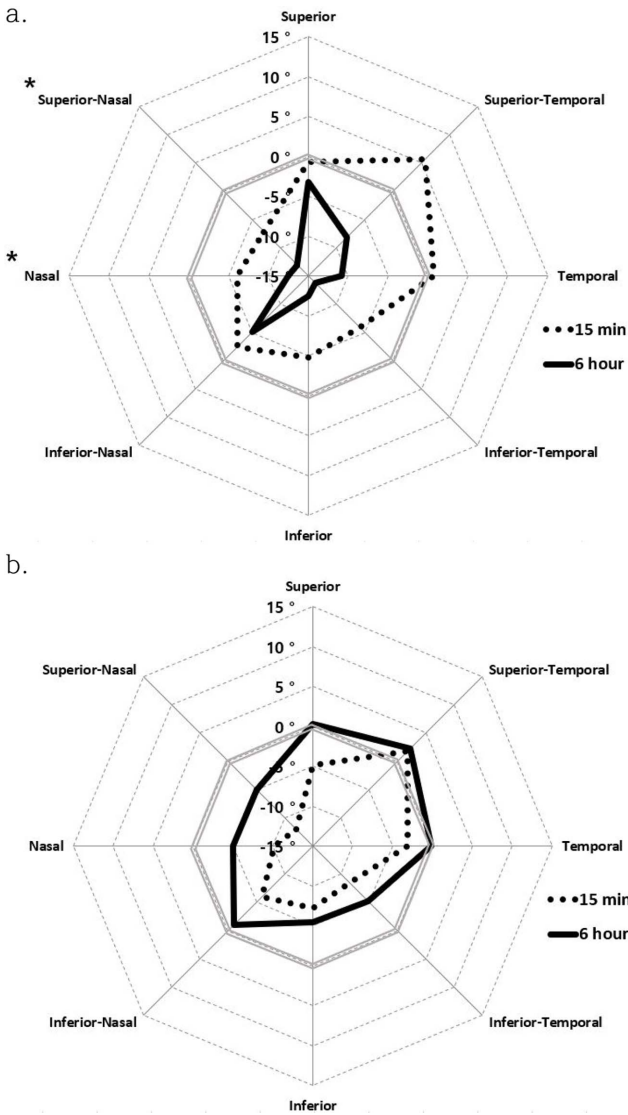 a.
Superior
15 °
* Superior-Nasal
10 °
Superior-Temporal
5 °
0 °
-5 °
-10 °
* Nasal
-15 °
Temporal
15 min
6 hour
Inferior-Nasal
Inferior-Temporal
Inferior
b.
Superior
15 °
Superior-Nasal
10 °
Superior-Temporal
5 °
0 °
-5 °
-10 °
Nasal
-15 °
Temporal
15 min
6 hour
Inferior-Nasal
Inferior-Temporal
Inferior